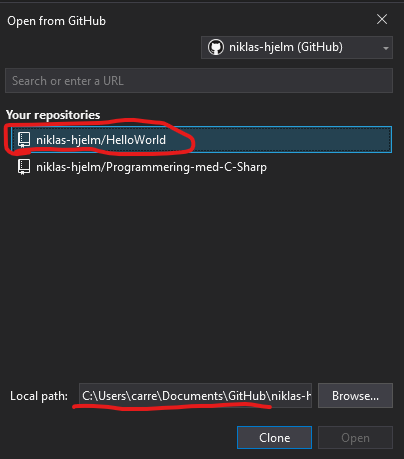 Open from GitHub
niklas-hjelm (GitHub)
Search or enter a URL
Your repositories
niklas-hjelm/HelloWorld
niklas-hjelm/Programmering-med-C-Sharp
Local path: C:\Users\carre\Documents\GitHub\niklas-h Browse...
Clone Open